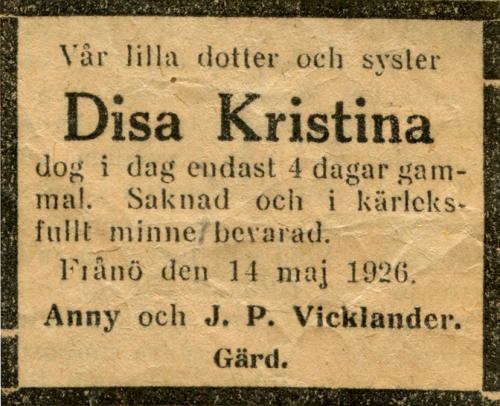 Vår lilla dotter och syster
Disa Kristina
dog i dag endast 4 dagar gam-
mal. Saknad och i kärleks-
fullt minne bevarad.
Frånö den 14 maj 1926.
Anny och J. P. Vicklander.
Gärd.